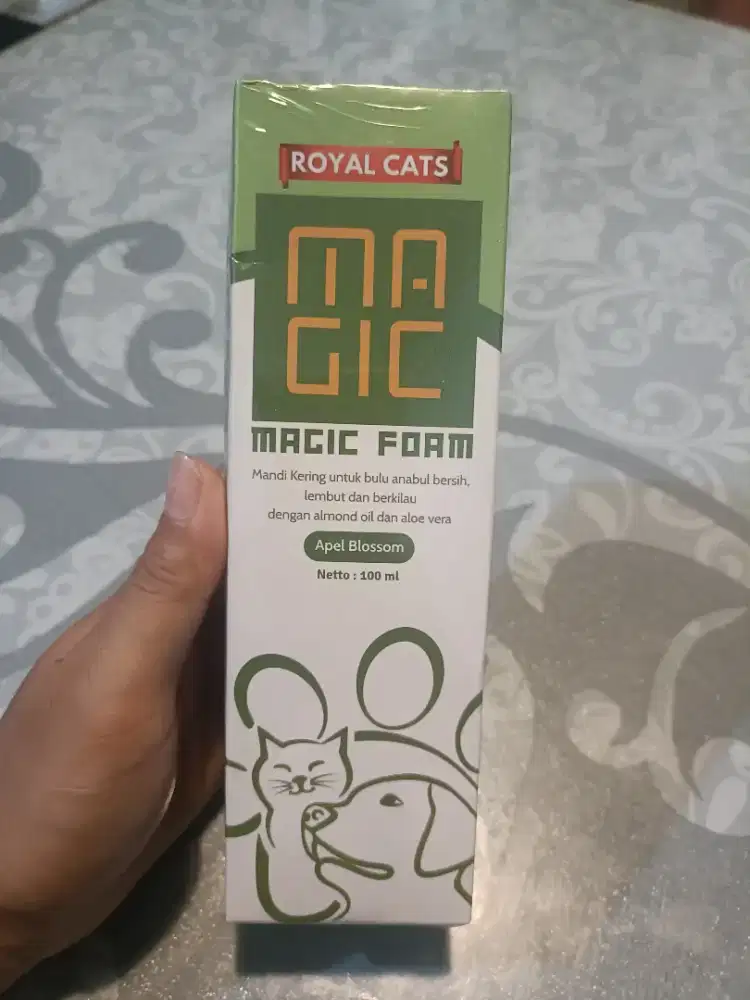 ROYAL CATS
MA
GIC
MAGIC FOAM
Mandi Kering untuk bulu anabul bersih,
lembut dan berkilau
dengan almond oil dan aloe vera
Apel Blossom
Netto : 100 ml